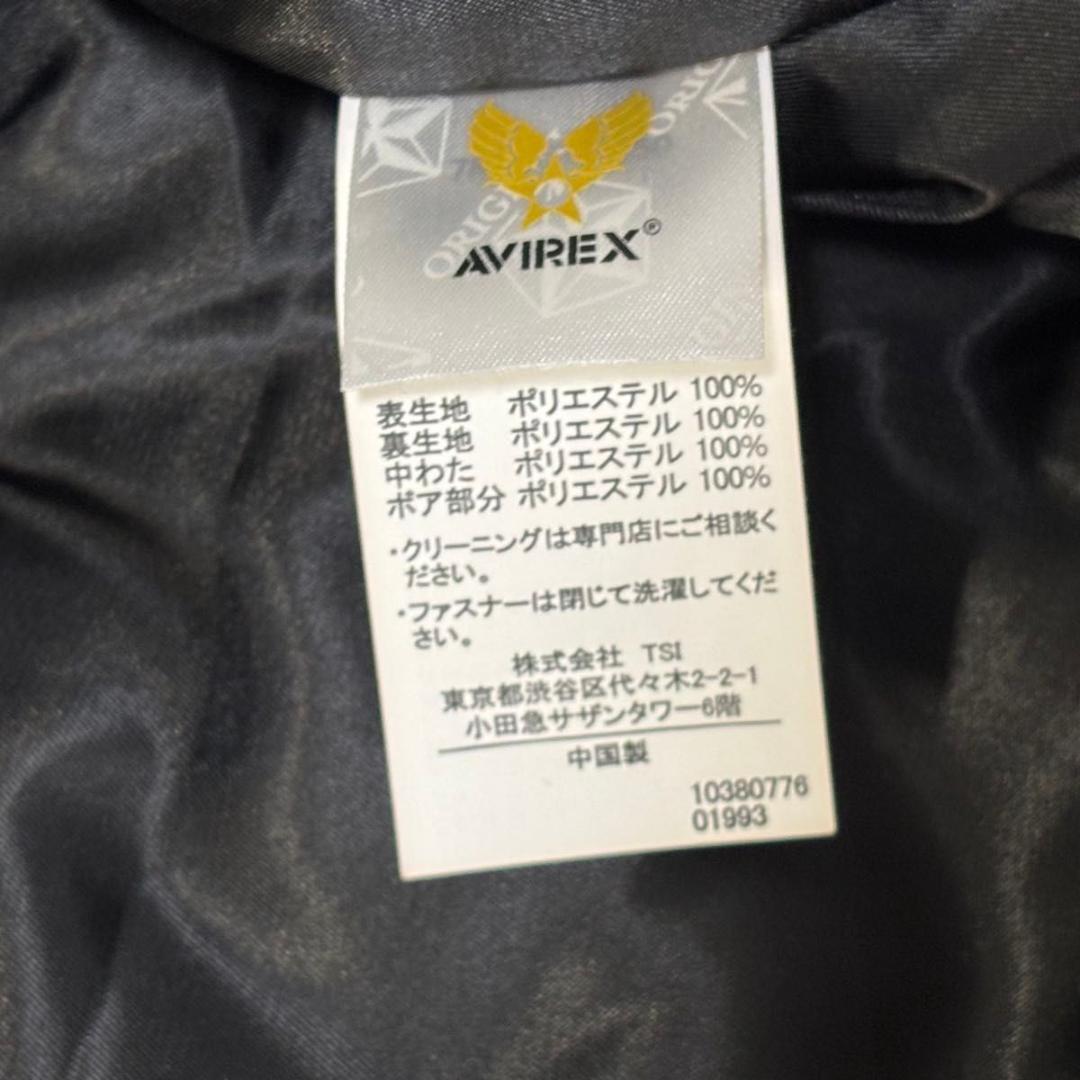 AVIREX®
表生地 ポリエステル 100%
裏生地 ポリエステル 100%
中わた ポリエステル 100%
ボア部分 ポリエステル 100%
・クリーニングは専門店にご相談く
ださい。
・ファスナーは閉じて洗濯してくだ
さい。
株式会社 TSI
東京都渋谷区代々木2-2-1
小田急サザンタワー6階
中国製
10380776
01993